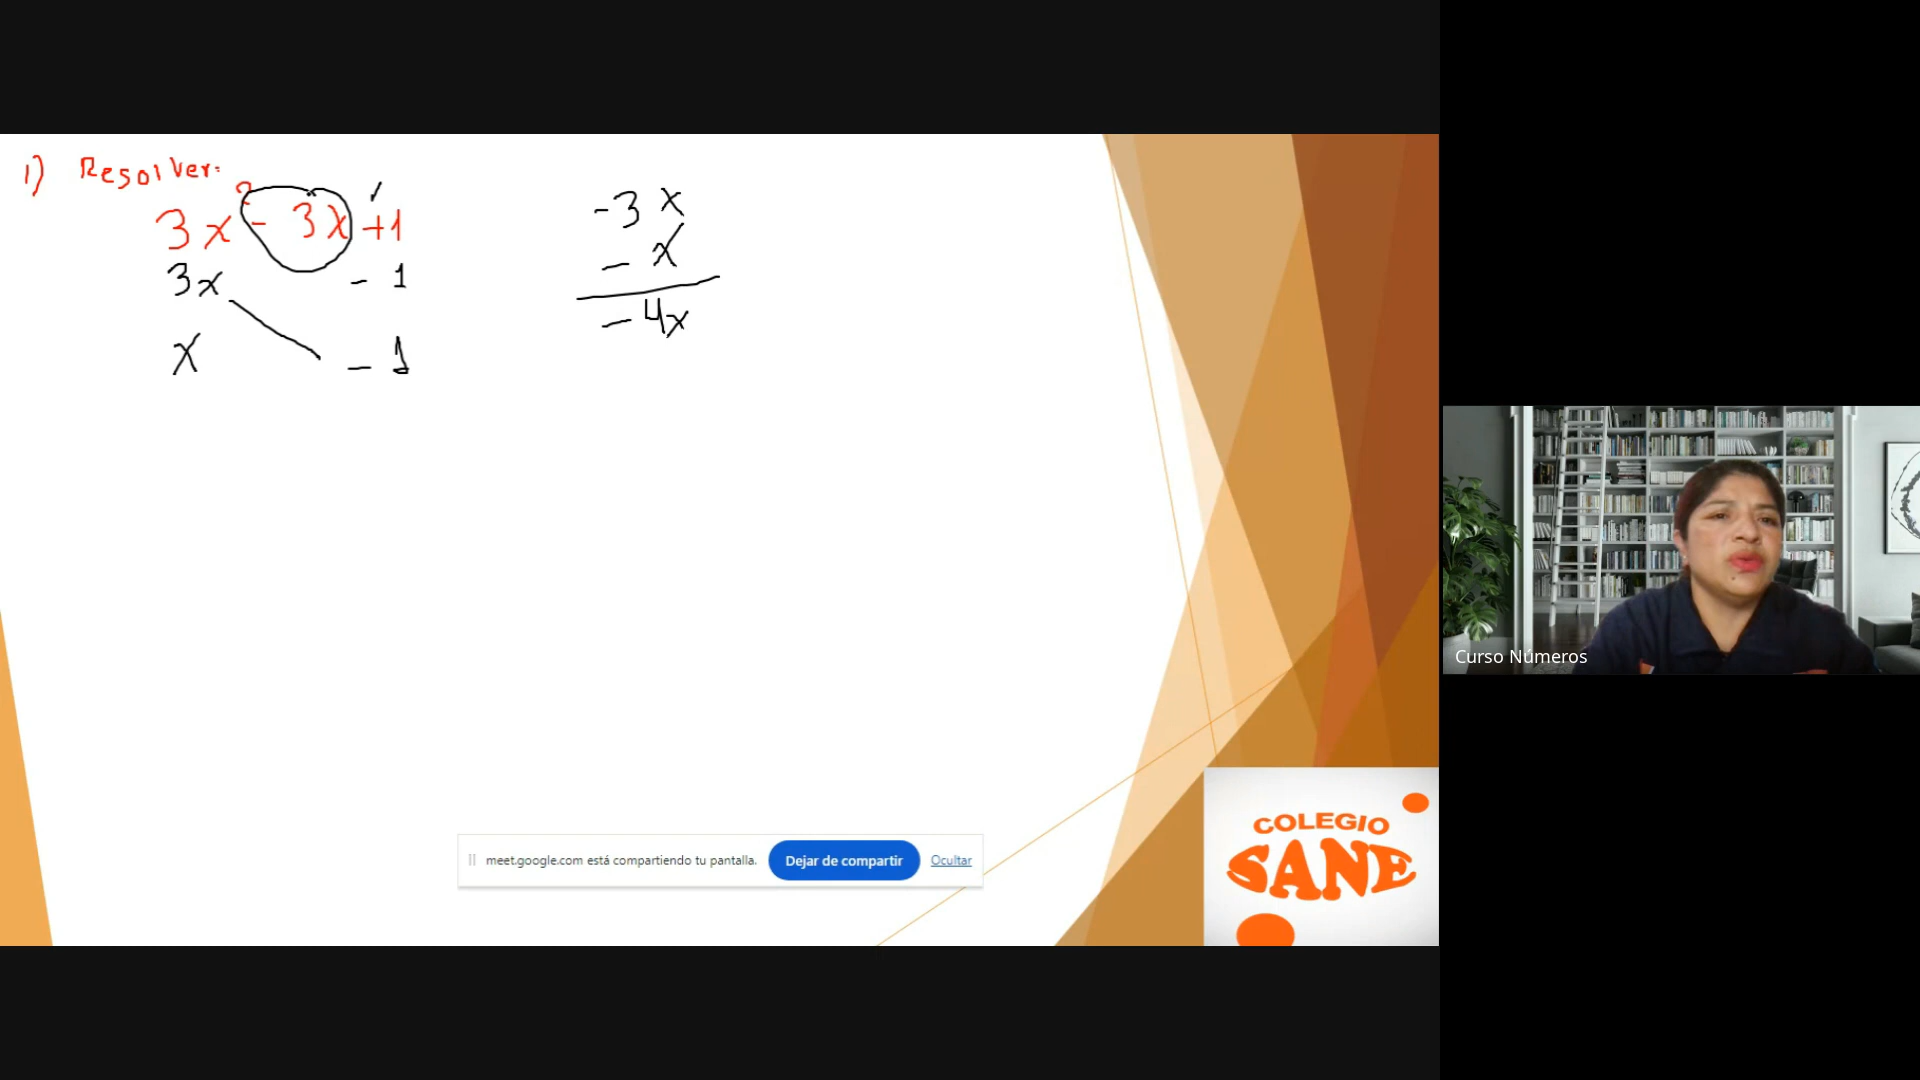 1) Resolver:
3x² - 3x + 1
3x - 1
x - 1
-3x
- x
- 4x
meet.google.com está compartiendo tu pantalla.
Dejar de compartir
Ocultar
COLEGIO
SANE
Curso Números